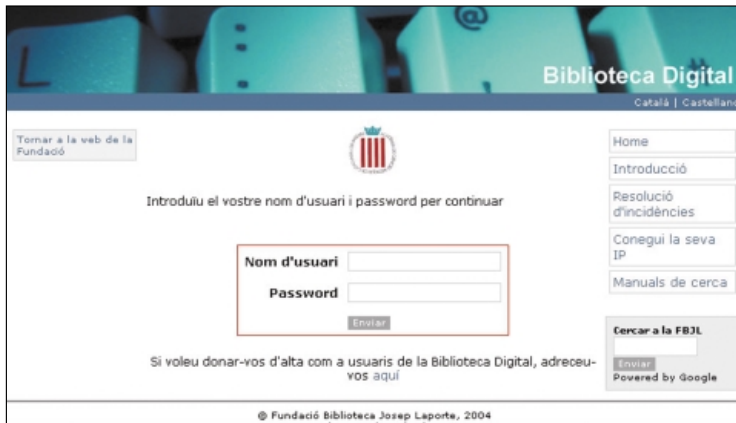 Biblioteca Digital
Català | Castellano
Tornar a la web de la
Fundació
Introduïu el vostre nom d'usuari i password per continuar
Nom d'usuari
Password
Enviar
Si voleu donar-vos d'alta com a usuaris de la Biblioteca Digital, adreceu-
vos aquí
Home
Introducció
Resolució
d'incidències
Conegui la seva
IP
Manuals de cerca
Cercar a la FBJL
Enviar
Powered by Google
@ Fundació Biblioteca Josep Laporte, 2004